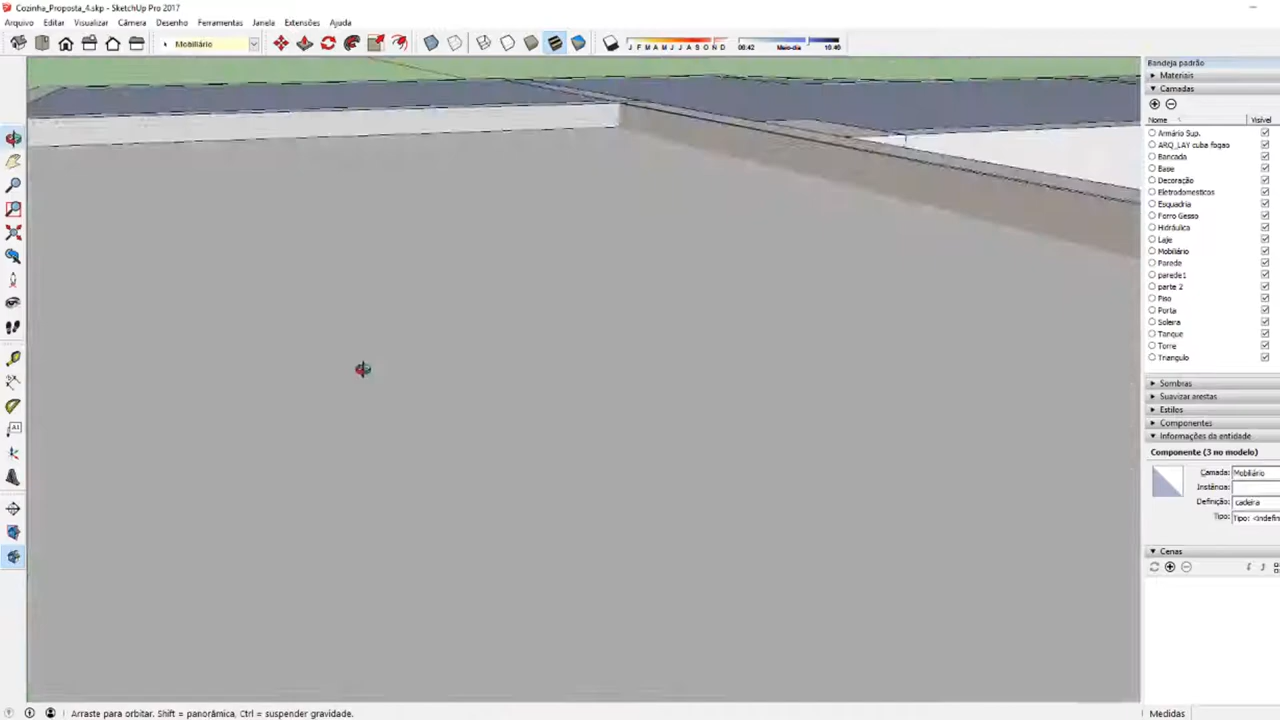 Cozinha_Proposta_4.skp - SketchUp Pro 2017
Arquivo Editar Visualizar Câmera Desenho Ferramentas Janela Extensões Ajuda
Mobiliário
J F M A M J J A S O N D 06:42 Meio-dia
Bandeja padrão
Materiais
Camadas
Nome Visível
Armário Sup.
ARQ_LAY cuba fogao
Bancada
Base
Decoração
Eletrodomesticos
Esquadria
Forro Gesso
Hidráulica
Laje
Mobiliário
Parede
parede1
parte 2
Piso
Porta
Soleira
Tanque
Torre
Triangulo
Sombras
Suavizar arestas
Estilos
Componentes
Informações da entidade
Componente (3 no modelo)
Camada: Mobiliário
Instância:
Definição: cadeira
Tipo: Tipo: <indefin
Cenas
Arraste para orbitar. Shift = panorâmica, Ctrl = suspender gravidade.
Medidas